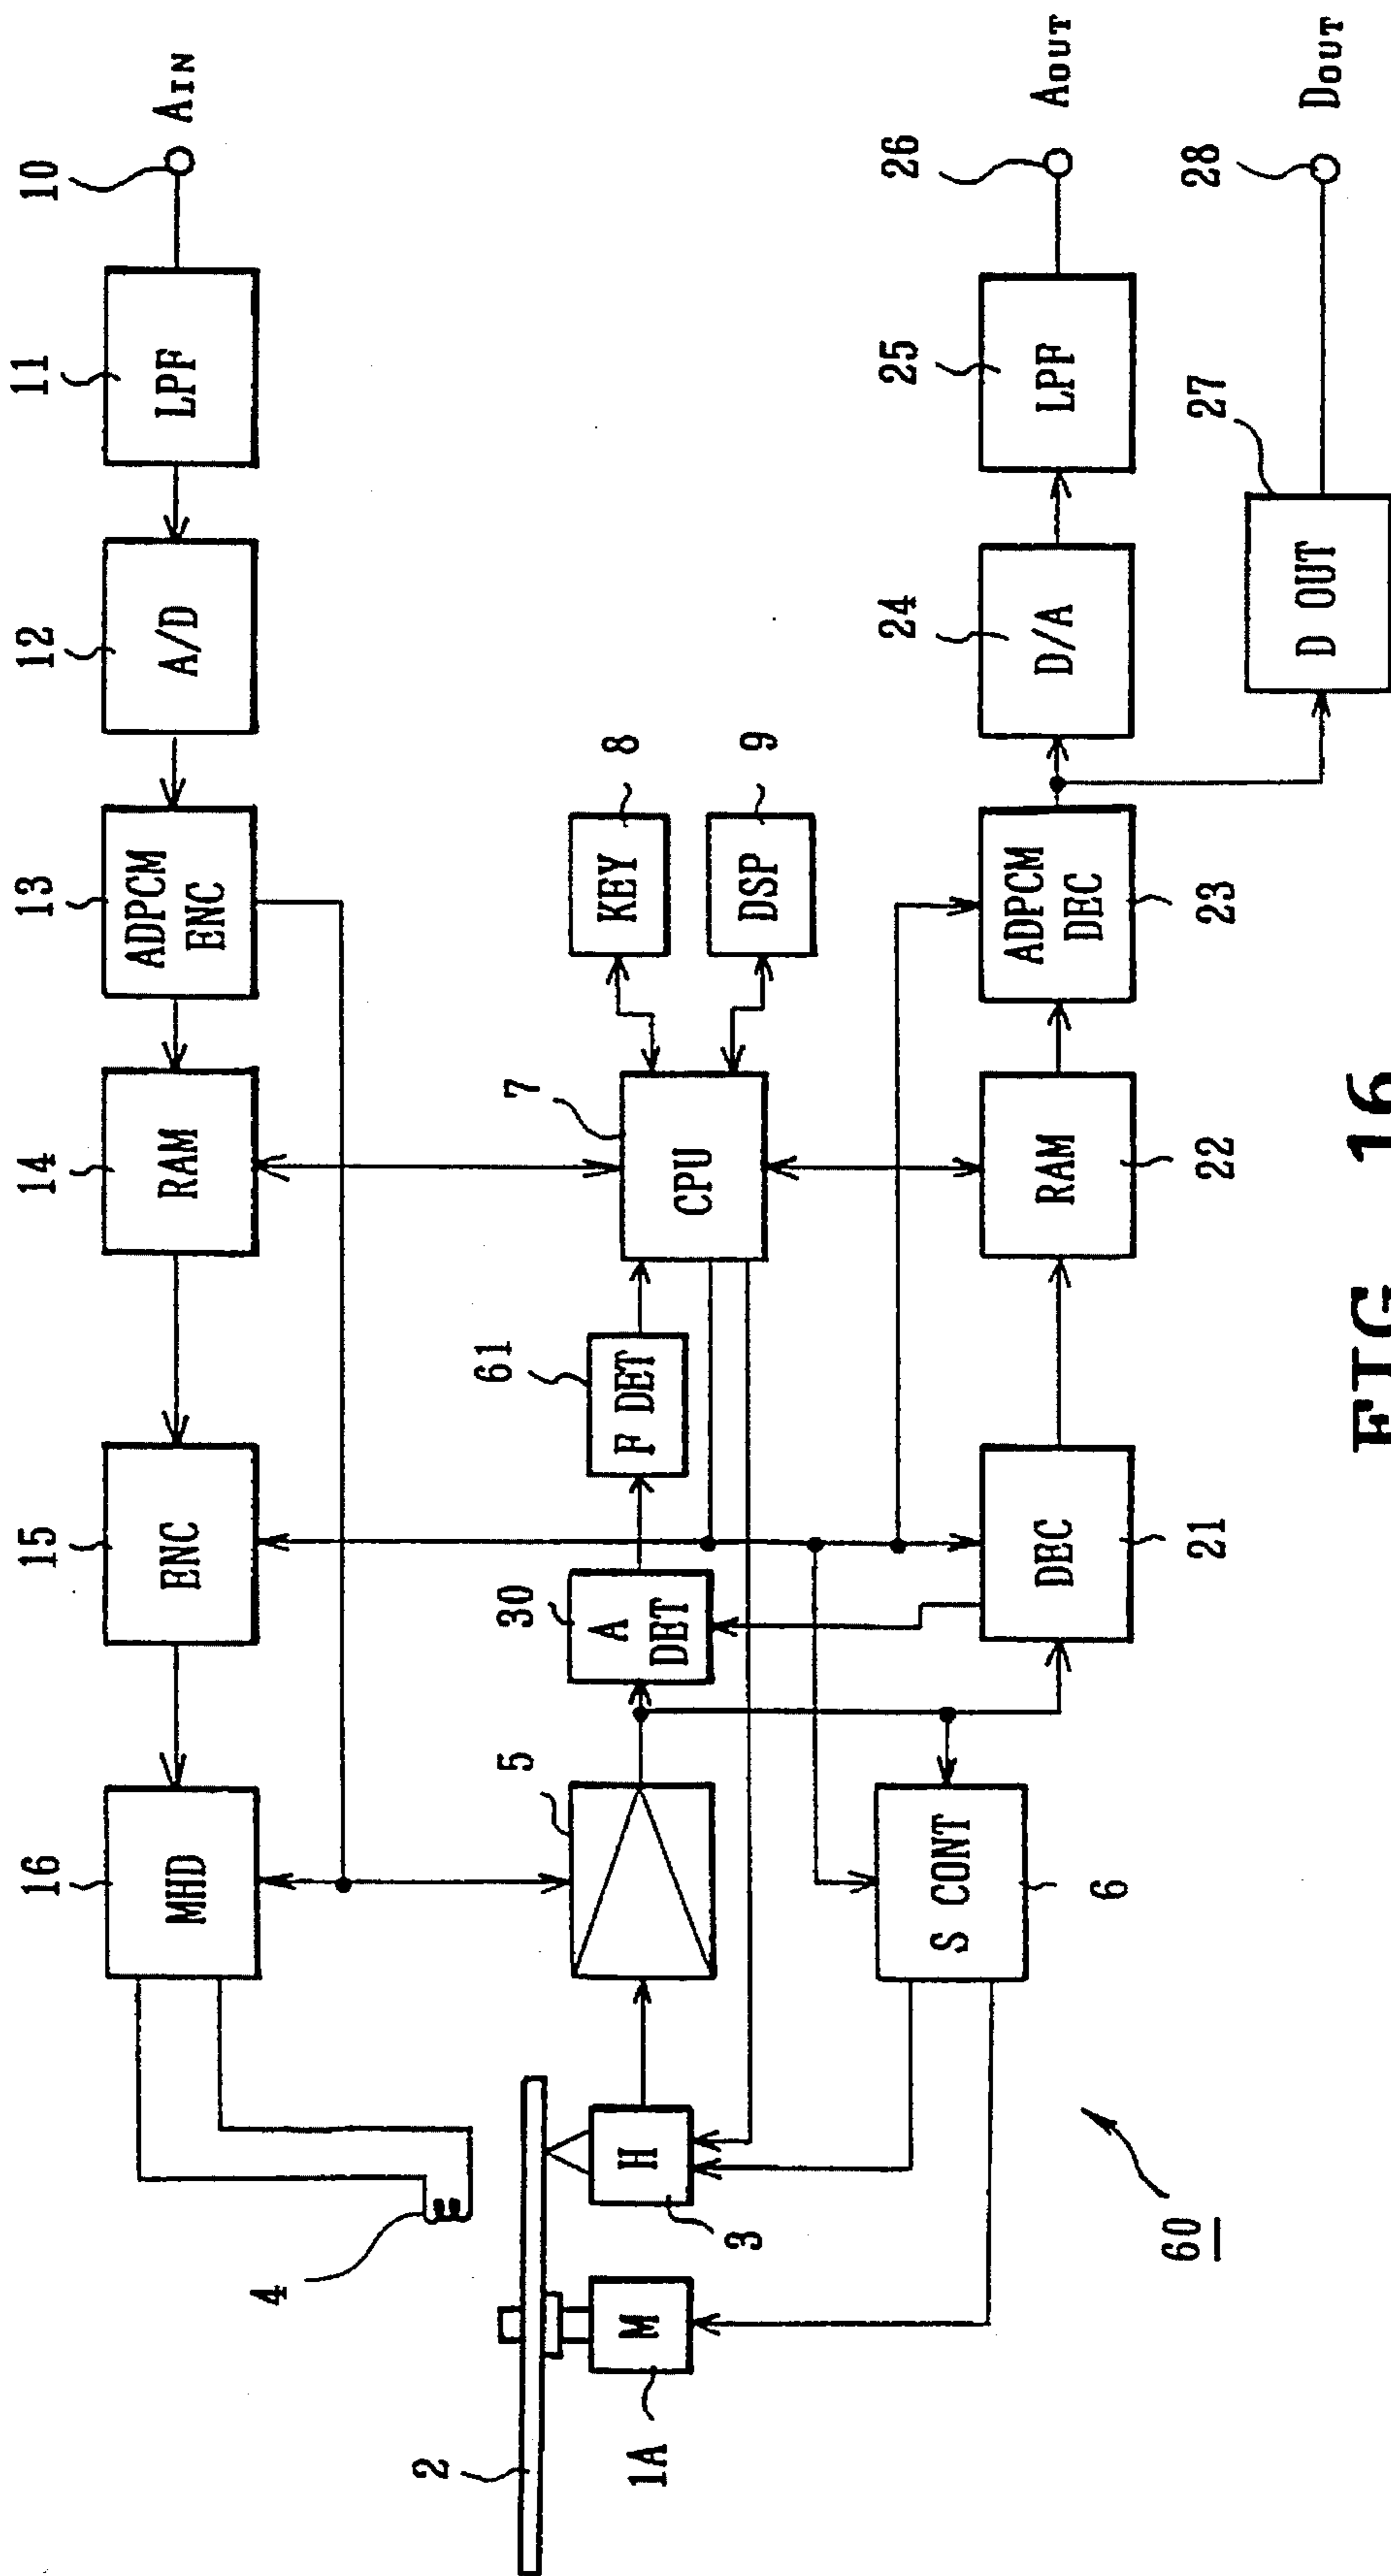 4
16
15
14
13
12
11
10
MHD
ENC
RAM
ADPCM
ENC
A/D
LPF
AIN
2
1A
3
5
30
61
7
8
9
M
H
A
DET
F DET
CPU
KEY
DSP
24
25
26
S CONT
DEC
RAM
ADPCM
DEC
D/A
LPF
AOUT
60
6
21
22
23
27
28
D OUT
DOUT
FIG 16